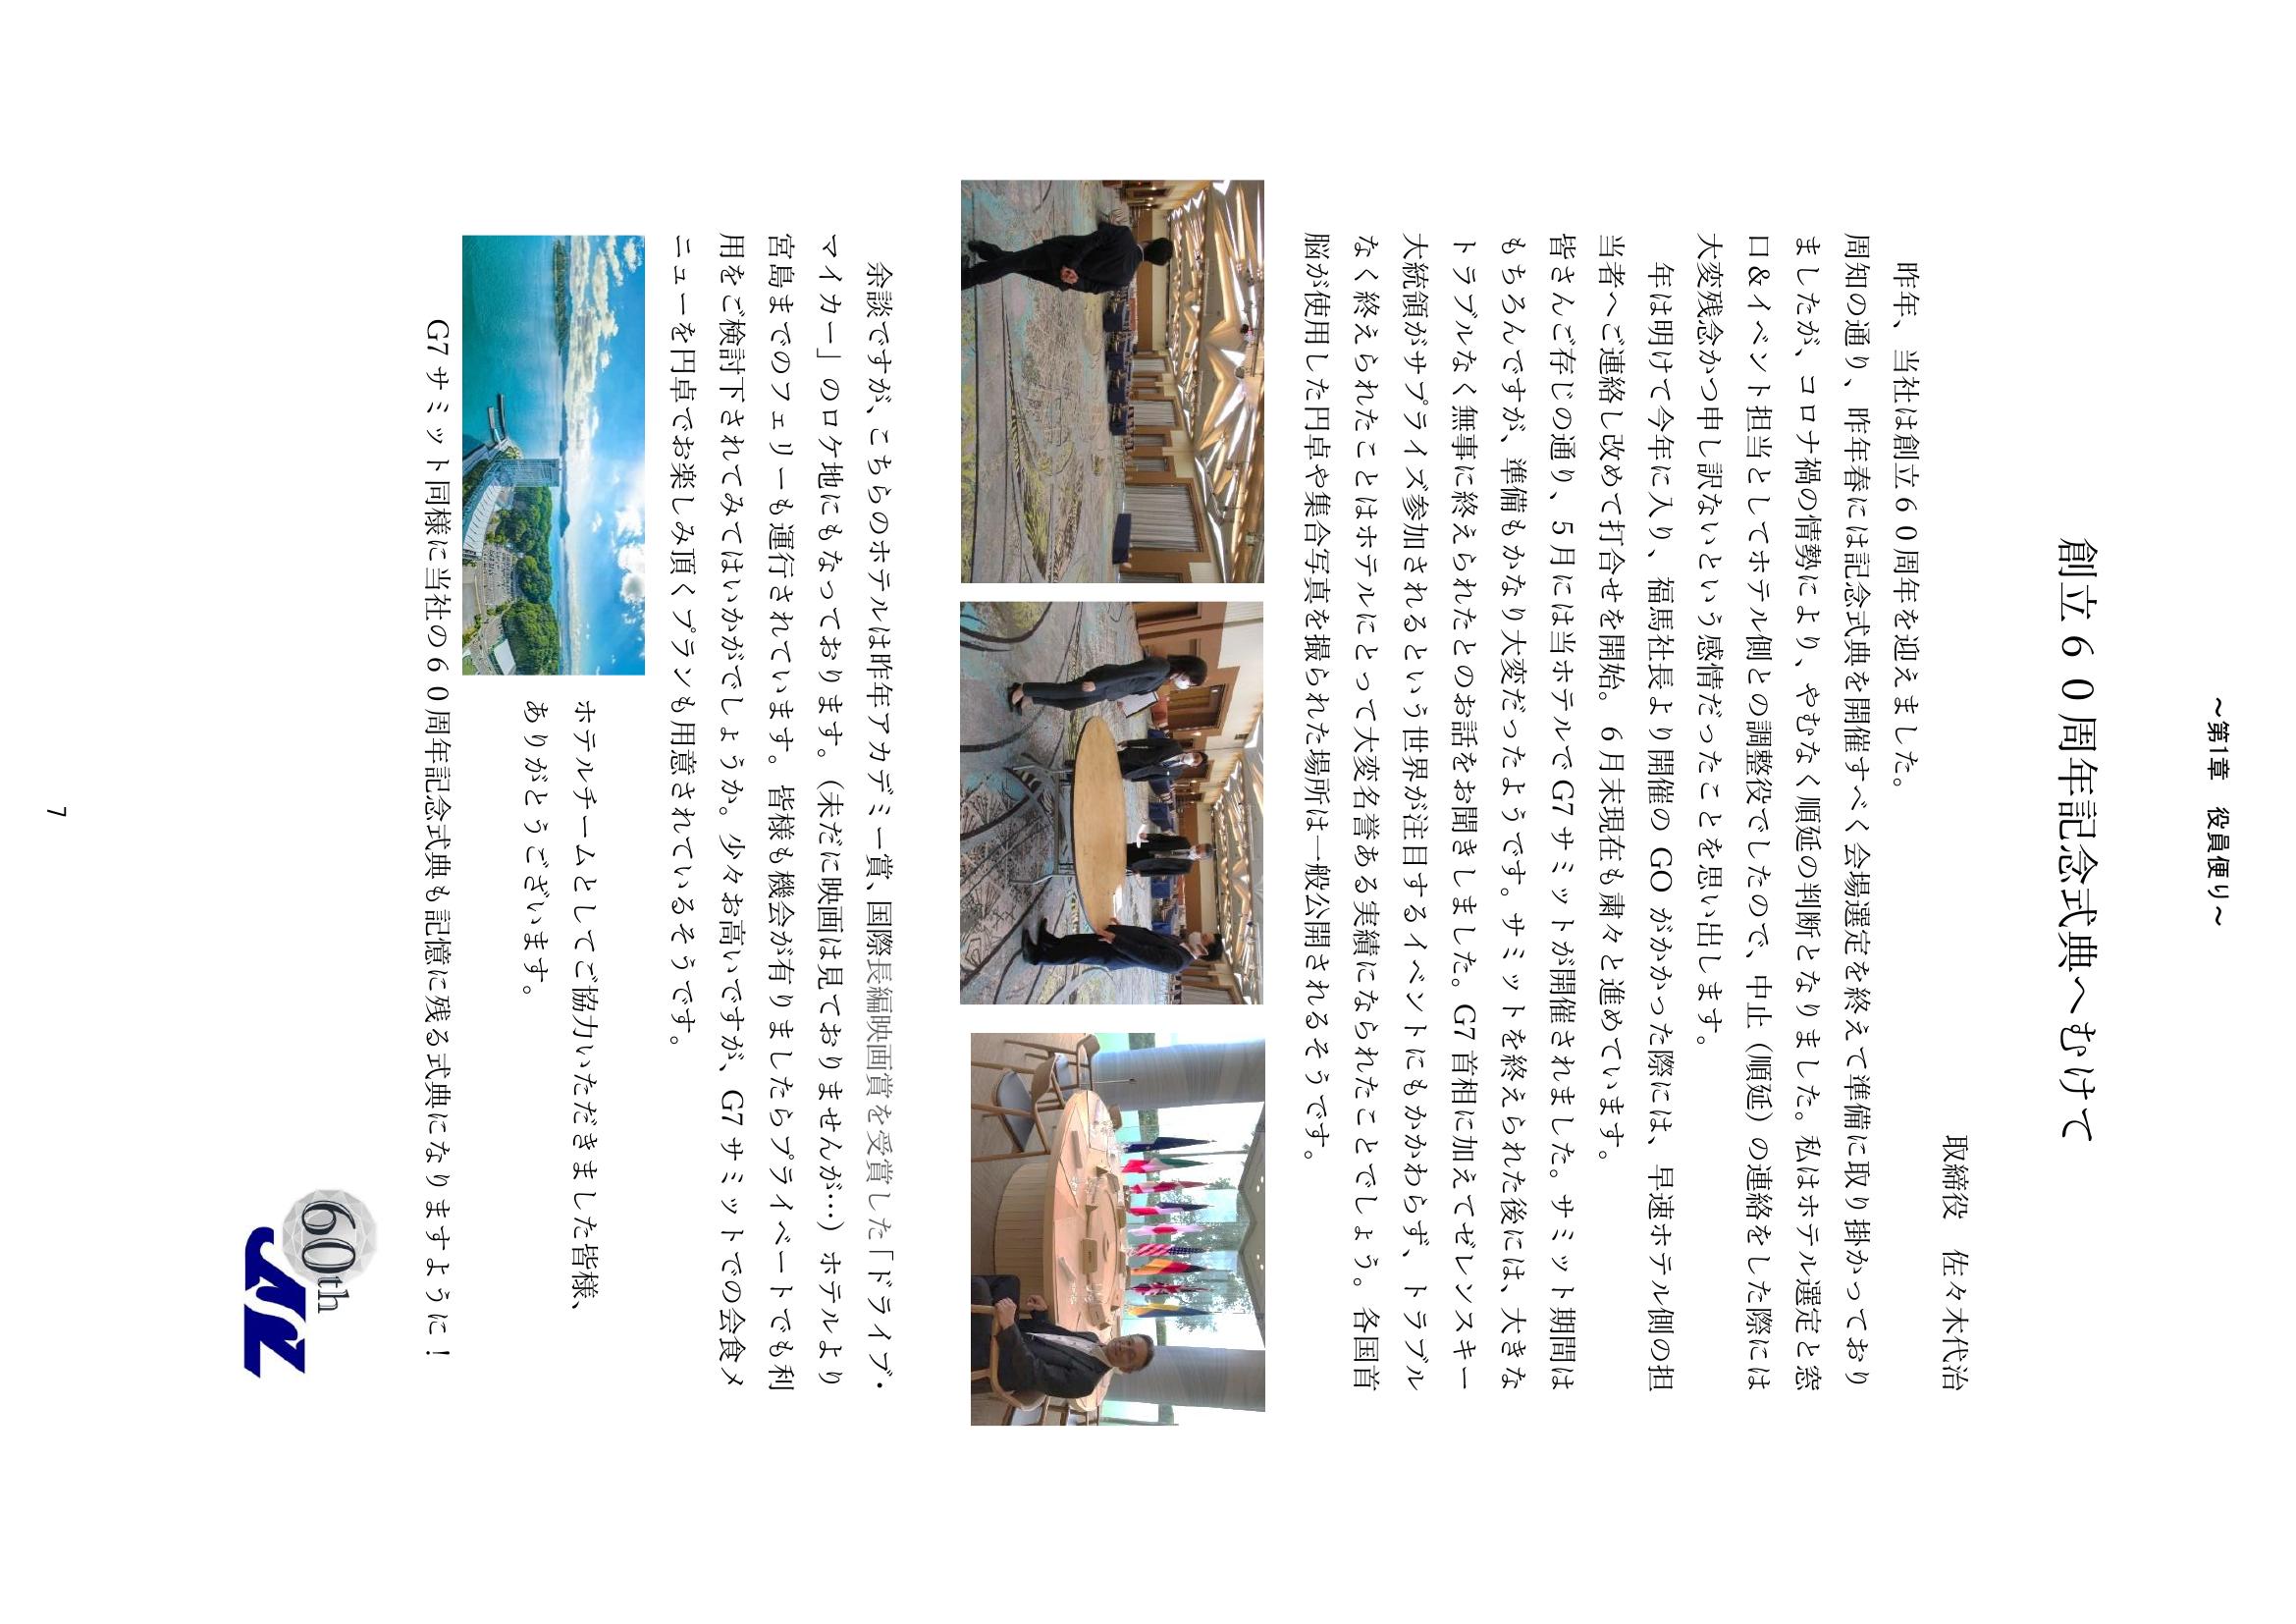 ~第1章　役員便り~
創立６０周年記念式典へむけて
取締役　佐々木代治
昨年、当社は創立６０周年を迎えました。
周知の通り、昨年春には記念式典を開催すべく会場選定を終えて準備に取り掛かっており
ましたが、コロナ禍の情勢により、やむなく順延の判断となりました。私はホテル選定と窓
口＆イベント担当としてホテル側との調整役でしたので、中止（順延）の連絡をした際には
大変残念かつ申し訳ないという感情だったことを思い出します。
年は明けて今年に入り、福馬社長より開催の GO がかかった際には、早速ホテル側の担
当者へご連絡し改めて打合せを開始。６月末現在も粛々と進めています。
皆さんご存じの通り、５月には当ホテルで G7 サミットが開催されました。サミット期間は
もちろんですが、準備もかなり大変だったようです。サミットを終えられた後には、大きな
トラブルなく無事に終えられたとのお話をお聞きしました。G7 首相に加えてゼレンスキー
大統領がサプライズ参加されるという世界が注目するイベントにもかかわらず、トラブル
なく終えられたことはホテルにとって大変名誉ある実績になられたことでしょう。各国首
脳が使用した円卓や集合写真を撮られた場所は一般公開されるそうです。
余談ですが、こちらのホテルは昨年アカデミー賞、国際長編映画賞を受賞した「ドライブ・
マイカー」のロケ地にもなっております。（未だに映画は見ておりませんが…）ホテルより
宮島までのフェリーも運行されています。皆様も機会が有りましたらプライベートでも利
用をご検討下されてみてはいかがでしょうか。少々お高いですが、G7 サミットでの会食メ
ニューを円卓でお楽しみ頂くプランも用意されているそうです。
ホテルチームとしてご協力いただきました皆様、
ありがとうございます。
G7 サミット同様に当社の６０周年記念式典も記憶に残る式典になりますように！
60th
7